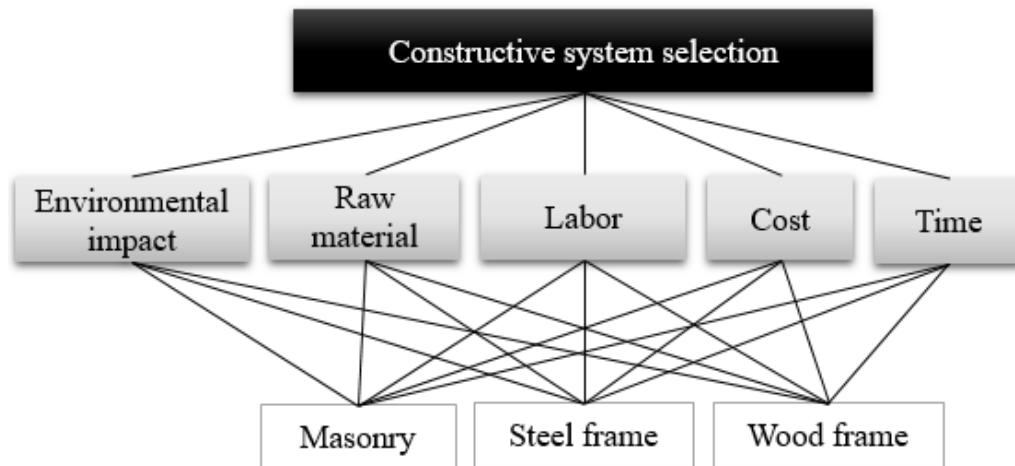 Constructive system selection
Environmental
impact
Raw
material
Labor
Cost
Time
Masonry
Steel frame
Wood frame